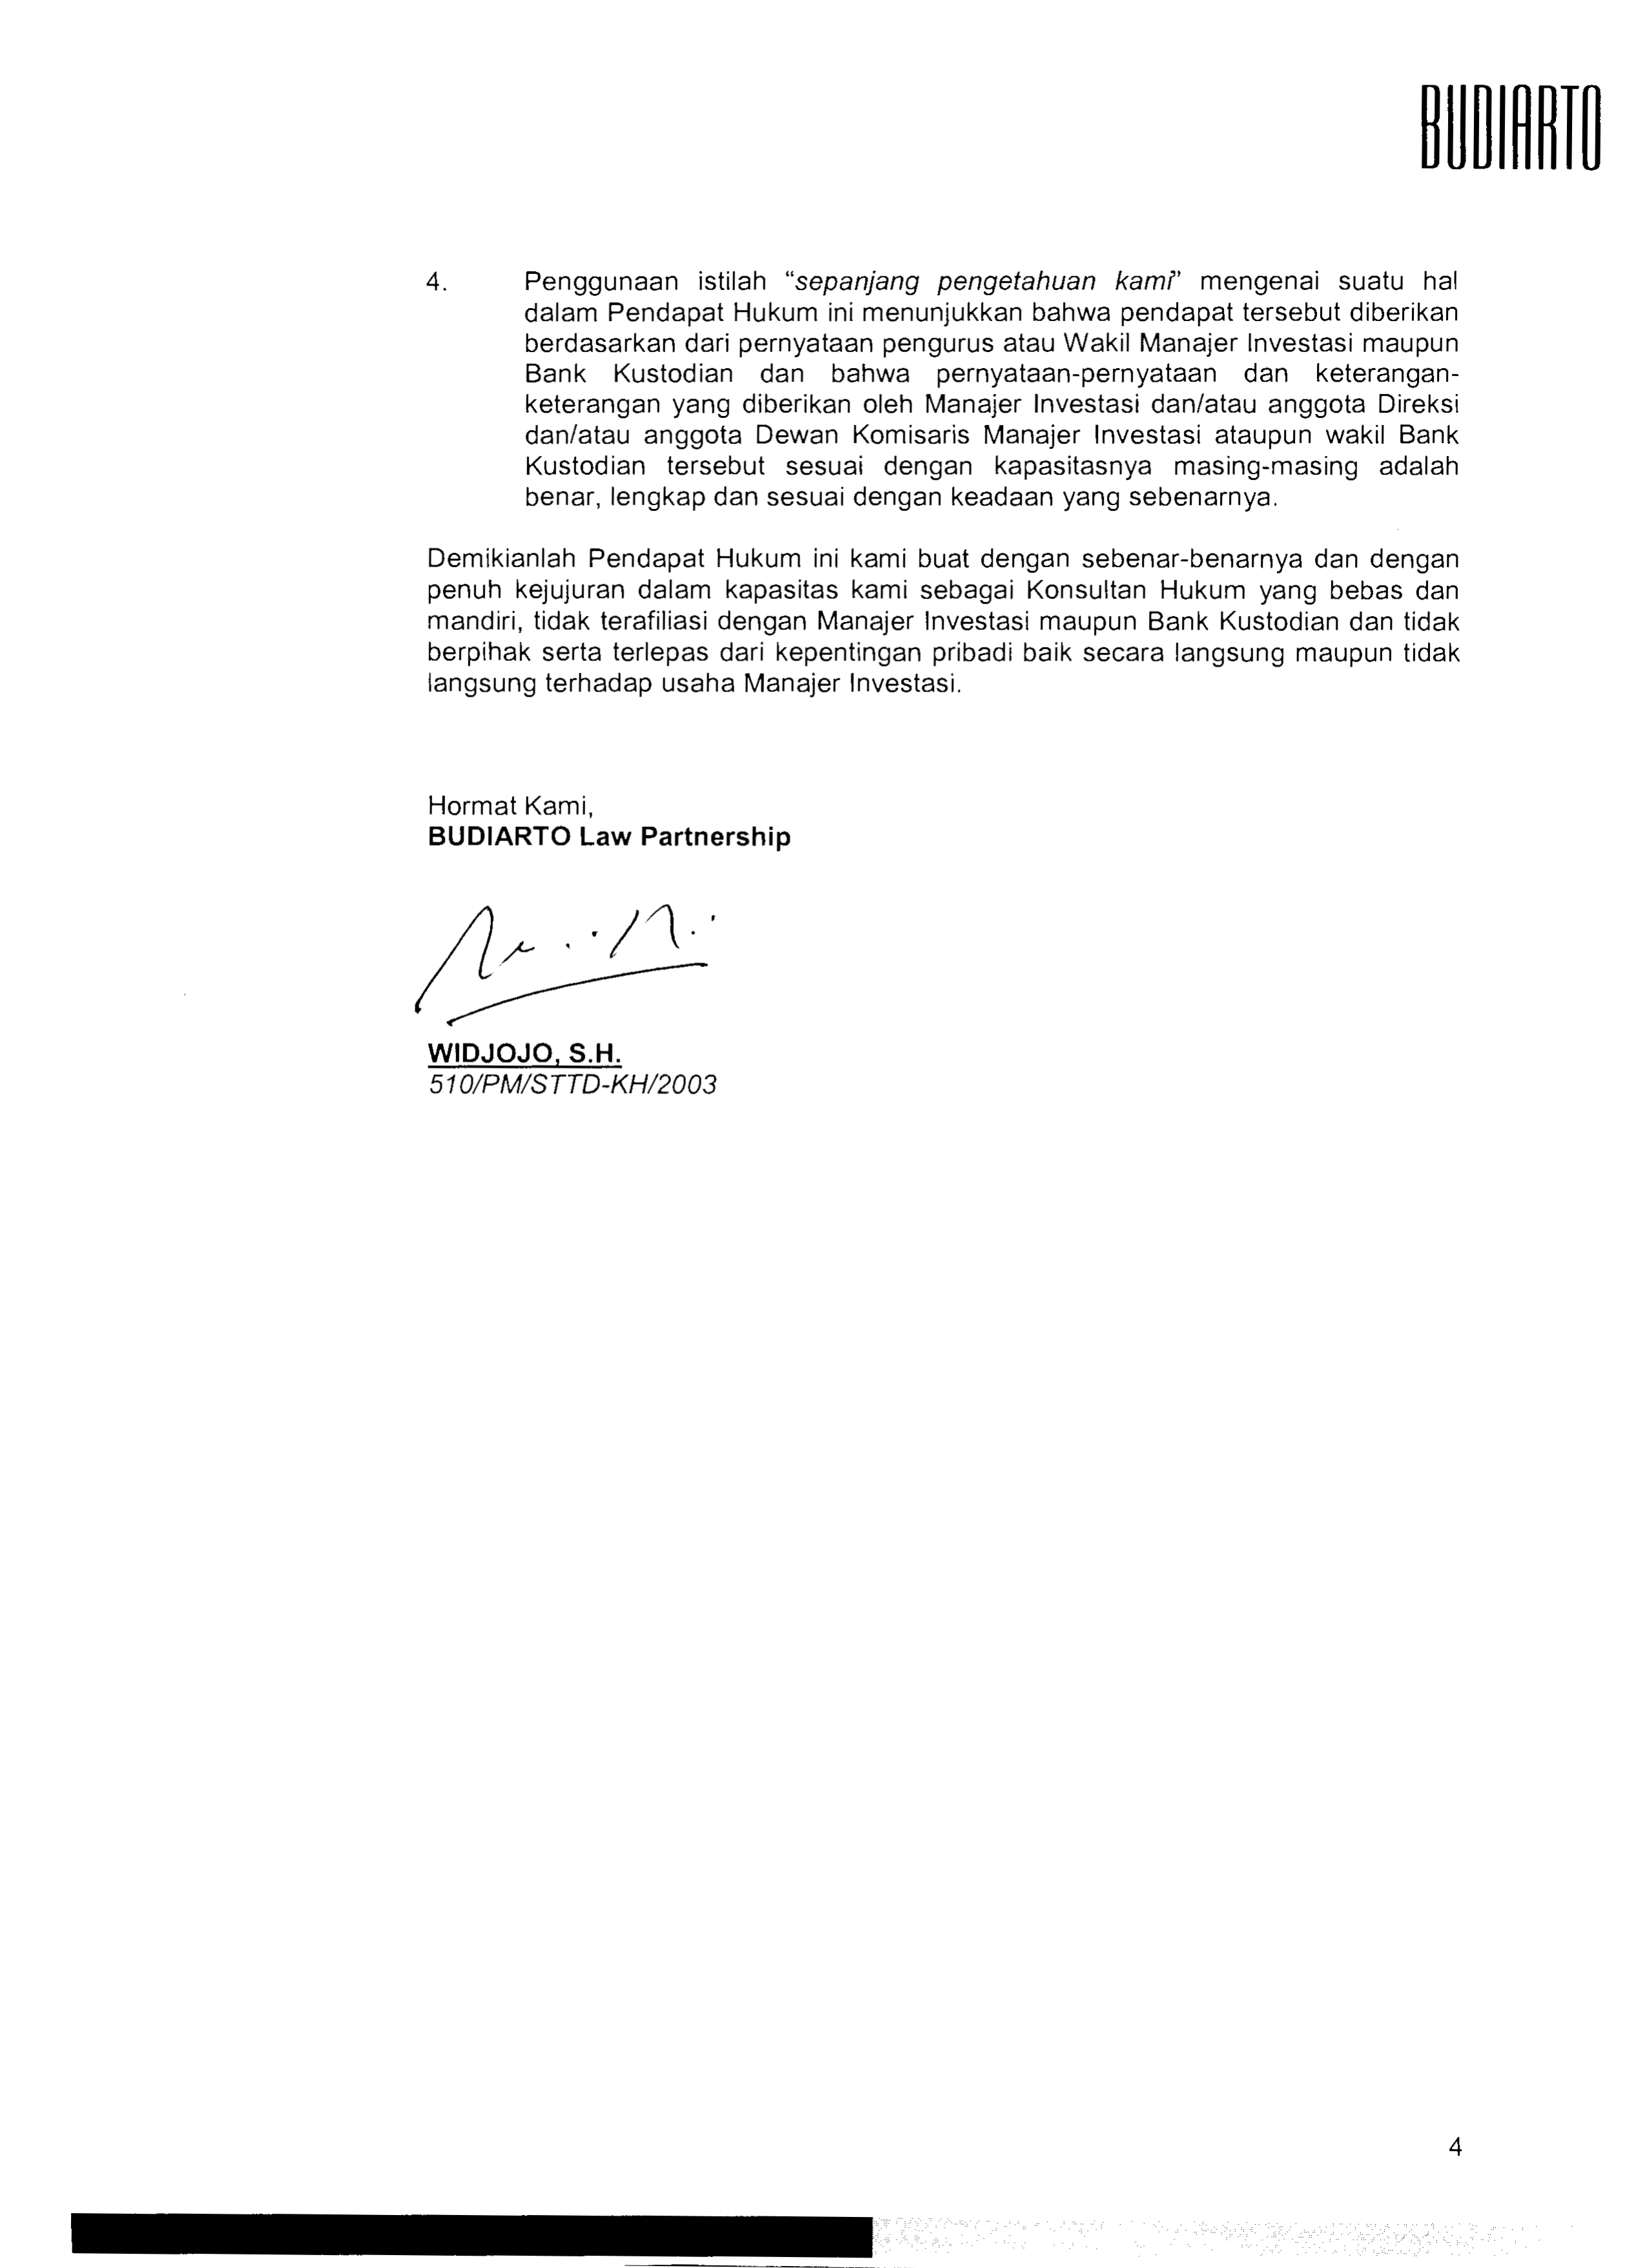 BUDIARTO
4. Penggunaan istilah “sepanjang pengetahuan kami” mengenai suatu hal
dalam Pendapat Hukum ini menunjukkan bahwa pendapat tersebut diberikan
berdasarkan dari pernyataan pengurus atau Wakil Manajer Investasi maupun
Bank Kustodian dan bahwa pernyataan-pernyataan dan keterangan-
keterangan yang diberikan oleh Manajer Investasi dan/atau anggota Direksi
dan/atau anggota Dewan Komisaris Manajer Investasi ataupun wakil Bank
Kustodian tersebut sesuai dengan kapasitasnya masing-masing adalah
benar, lengkap dan sesuai dengan keadaan yang sebenarnya.
Demikianlah Pendapat Hukum ini kami buat dengan sebenar-benarnya dan dengan
penuh kejujuran dalam kapasitas kami sebagai Konsultan Hukum yang bebas dan
mandiri, tidak terafiliasi dengan Manajer Investasi maupun Bank Kustodian dan tidak
berpihak serta terlepas dari kepentingan pribadi baik secara langsung maupun tidak
langsung terhadap usaha Manajer Investasi.
Hormat Kami,
BUDIARTO Law Partnership
WIDJOJO, S.H.
510/PM/STTD-KH/2003
4